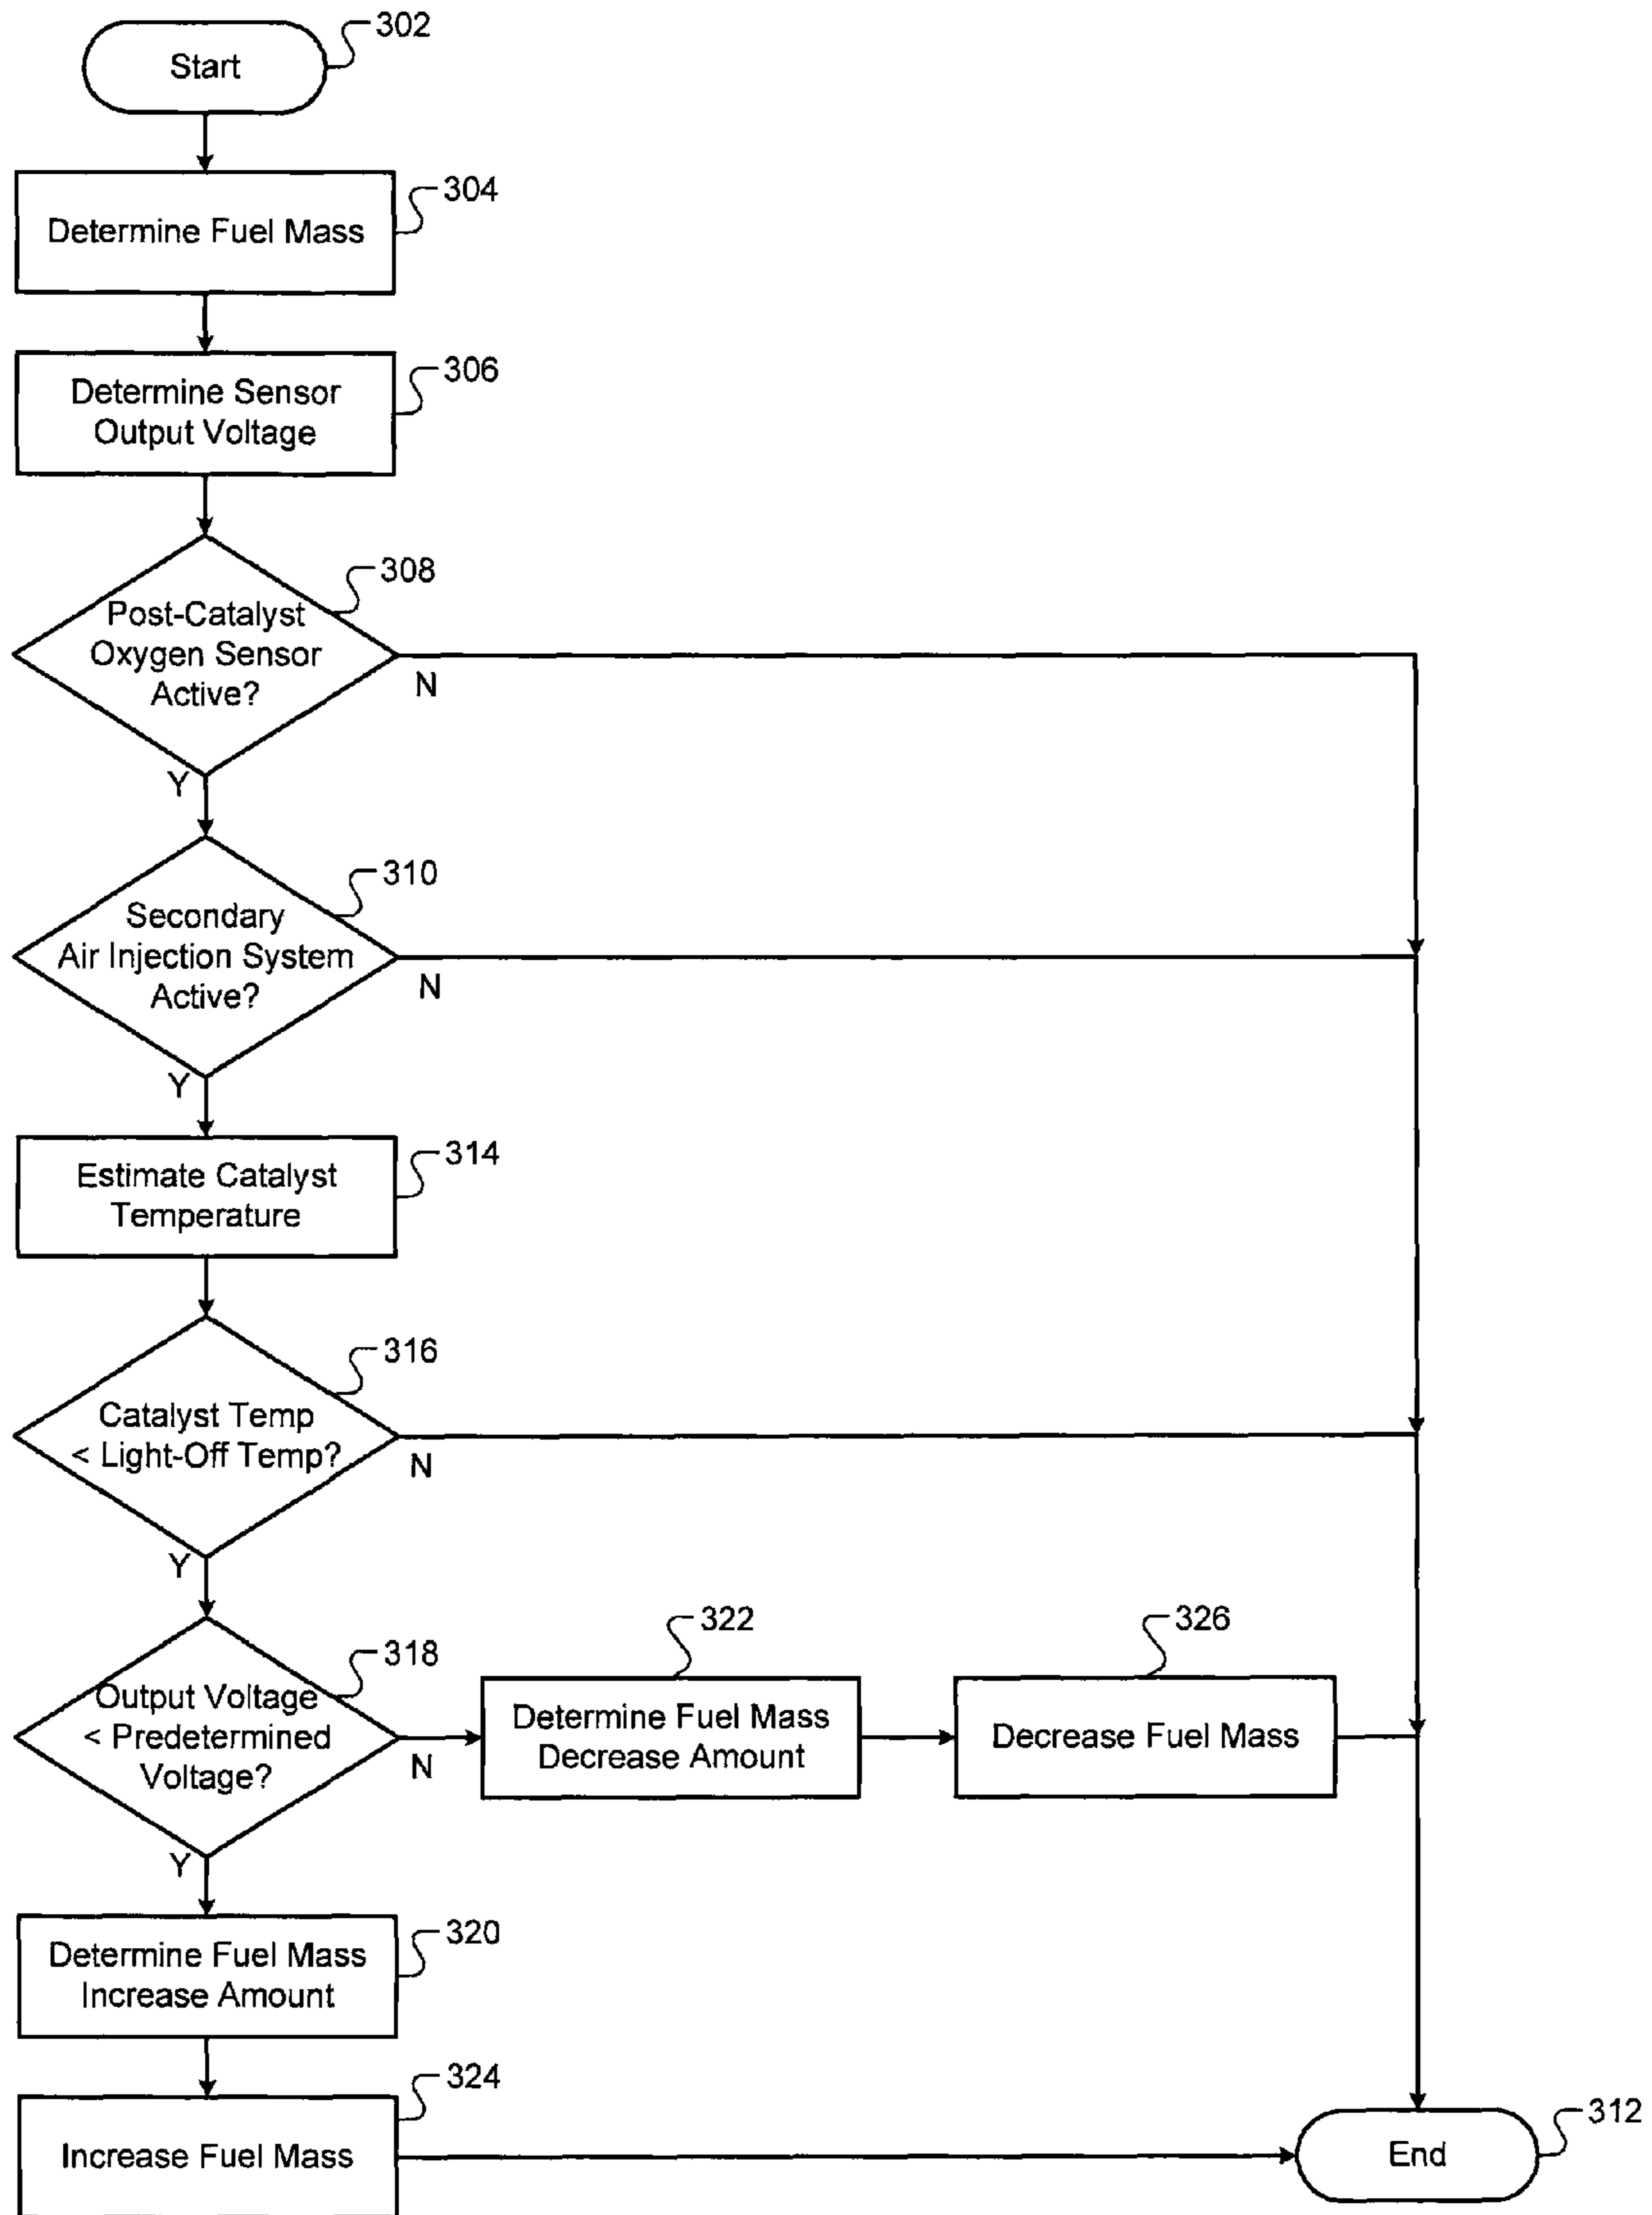 302
Start
304
Determine Fuel Mass
306
Determine Sensor
Output Voltage
308
Post-Catalyst
Oxygen Sensor
Active?
N
Y
310
Secondary
Air Injection System
Active?
N
Y
314
Estimate Catalyst
Temperature
316
Catalyst Temp
< Light-Off Temp?
N
Y
318
Output Voltage
< Predetermined
Voltage?
N
Y
322
Determine Fuel Mass
Decrease Amount
326
Decrease Fuel Mass
320
Determine Fuel Mass
Increase Amount
324
Increase Fuel Mass
312
End